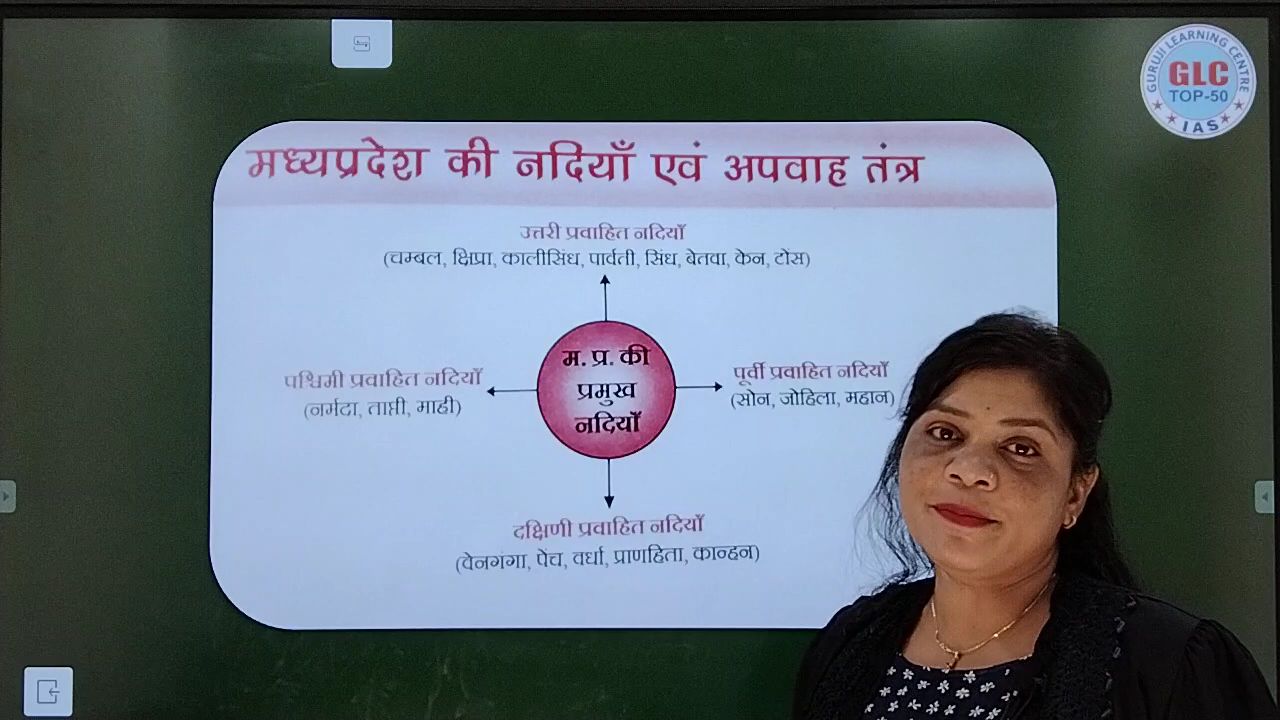 GURUJI LEARNING CENTRE
GLC
TOP-50
IAS
मध्यप्रदेश की नदियाँ एवं अपवाह तंत्र
उत्तरी प्रवाहित नदियाँ
(चम्बल, क्षिप्रा, कालीसिंध, पार्वती, सिंध, बेतवा, केन, टोंस)
म. प्र. की
प्रमुख
नदियाँ
पश्चिमी प्रवाहित नदियाँ
(नर्मदा, ताप्ती, माही)
पूर्वी प्रवाहित नदियाँ
(सोन, जोहिला, महान)
दक्षिणी प्रवाहित नदियाँ
(वेनगंगा, पेंच, वर्धा, प्राणहिता, कान्हन)